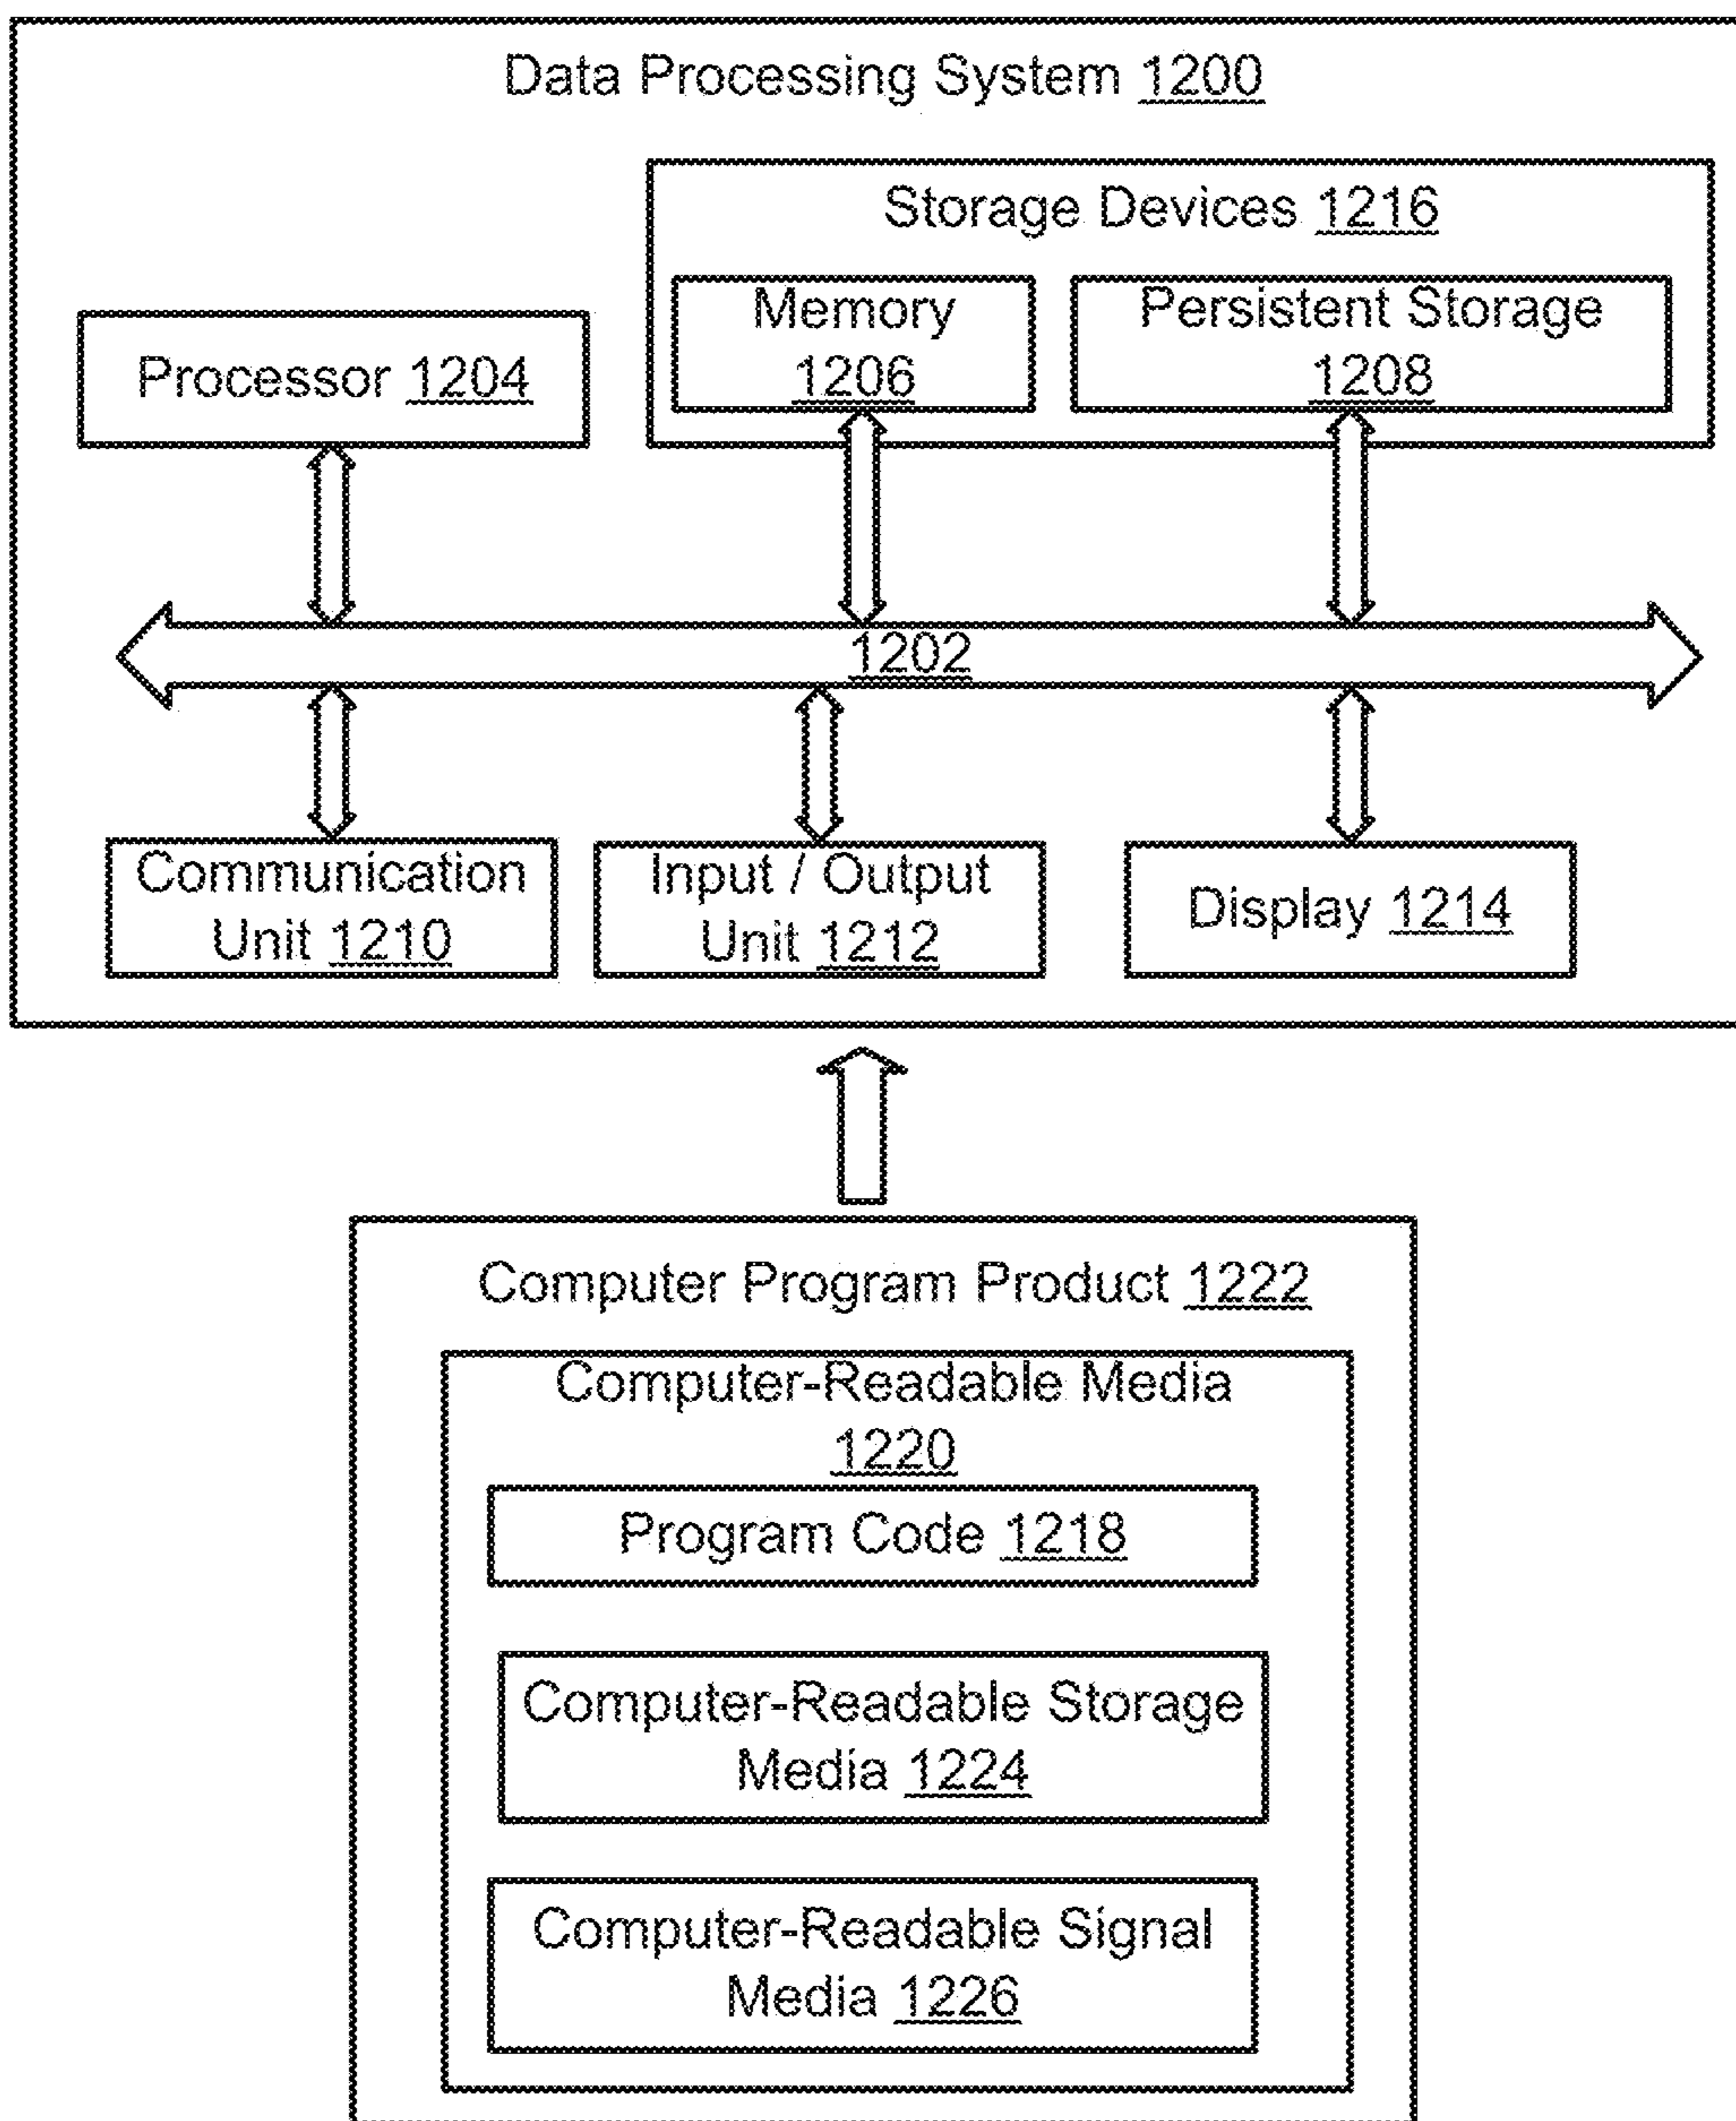 Data Processing System 1200
Storage Devices 1216
Memory
1206
Persistent Storage
1208
Processor 1204
1202
Communication
Unit 1210
Input / Output
Unit 1212
Display 1214
Computer Program Product 1222
Computer-Readable Media
1220
Program Code 1218
Computer-Readable Storage
Media 1224
Computer-Readable Signal
Media 1226